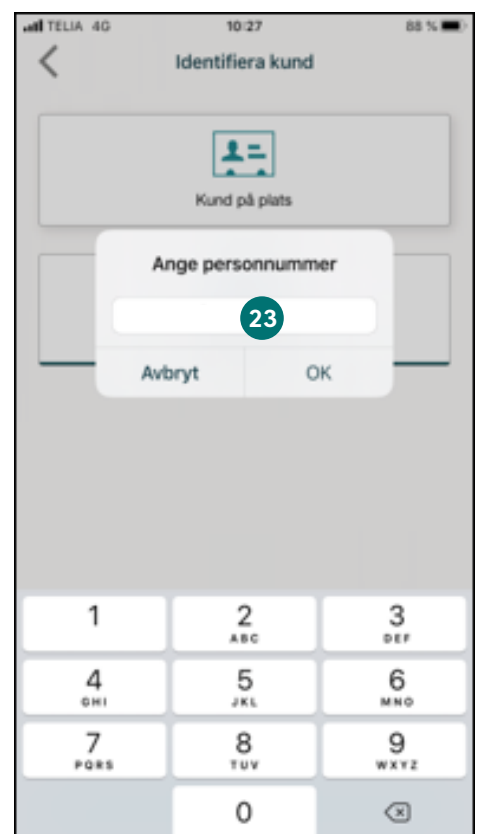 TELIA 4G 10:27 88 %
Identifiera kund
Kund på plats
Ange personnummer
23
Avbryt OK
1 2 3
ABC DEF
4 5 6
GHI JKL MNO
7 8 9
PQRS TUV WXYZ
0